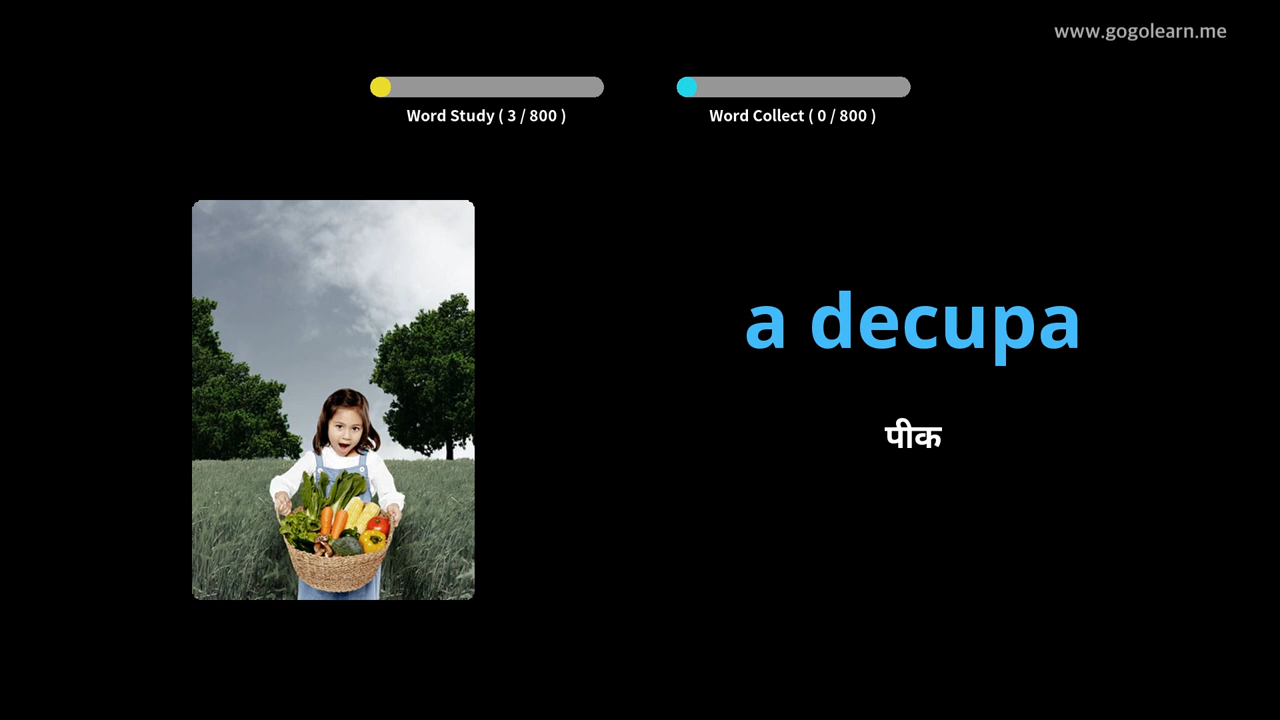 www.gogolearn.me
Word Study ( 3 / 800 )
Word Collect ( 0 / 800 )
a decupa
पीक